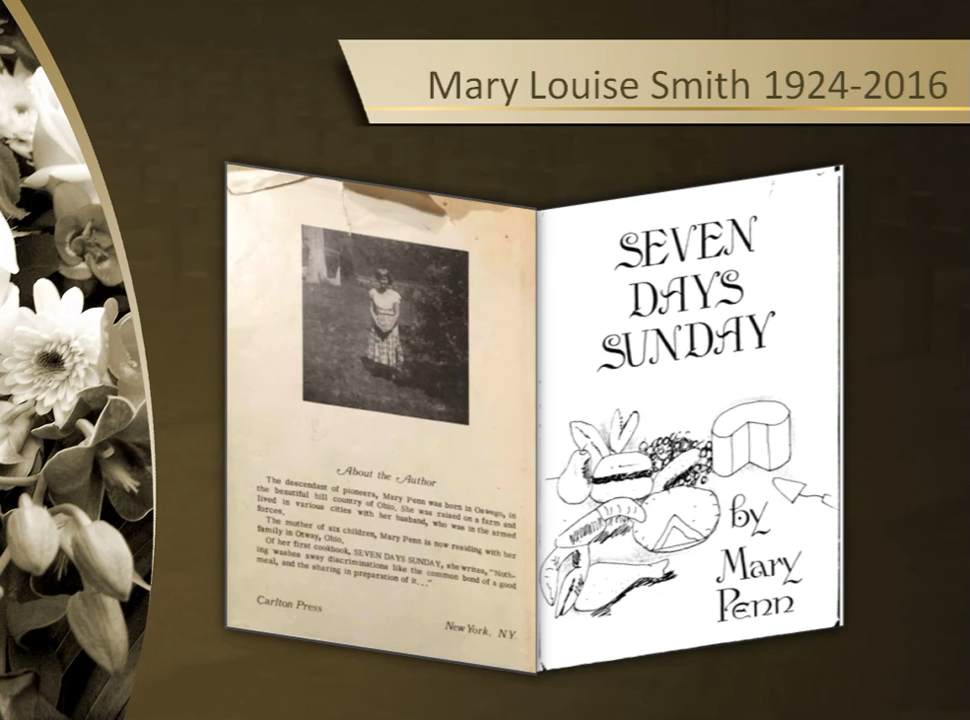 Mary Louise Smith 1924-2016
About the Author
The descendant of pioneers, Mary Penn was born in Oswego, in
the beautiful hill country of Ohio. She was raised on a farm and
lived in various cities with her husband, who was in the armed
forces.
The mother of six children, Mary Penn is now residing with her
family in Otway, Ohio.
Of her first cookbook, SEVEN DAYS SUNDAY, she writes, "Noth-
ing washes away discriminations like the common bond of a good
meal, and the sharing in preparation of it..."
Carlton Press
New York, N.Y.
SEVEN
DAYS
SUNDAY
by
Mary
Penn